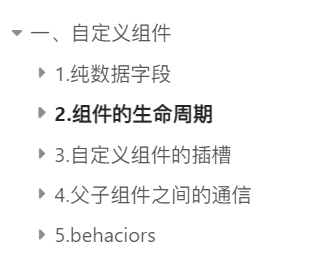 一、自定义组件
1.纯数据字段
2.组件的生命周期
3.自定义组件的插槽
4.父子组件之间的通信
5.behaciors